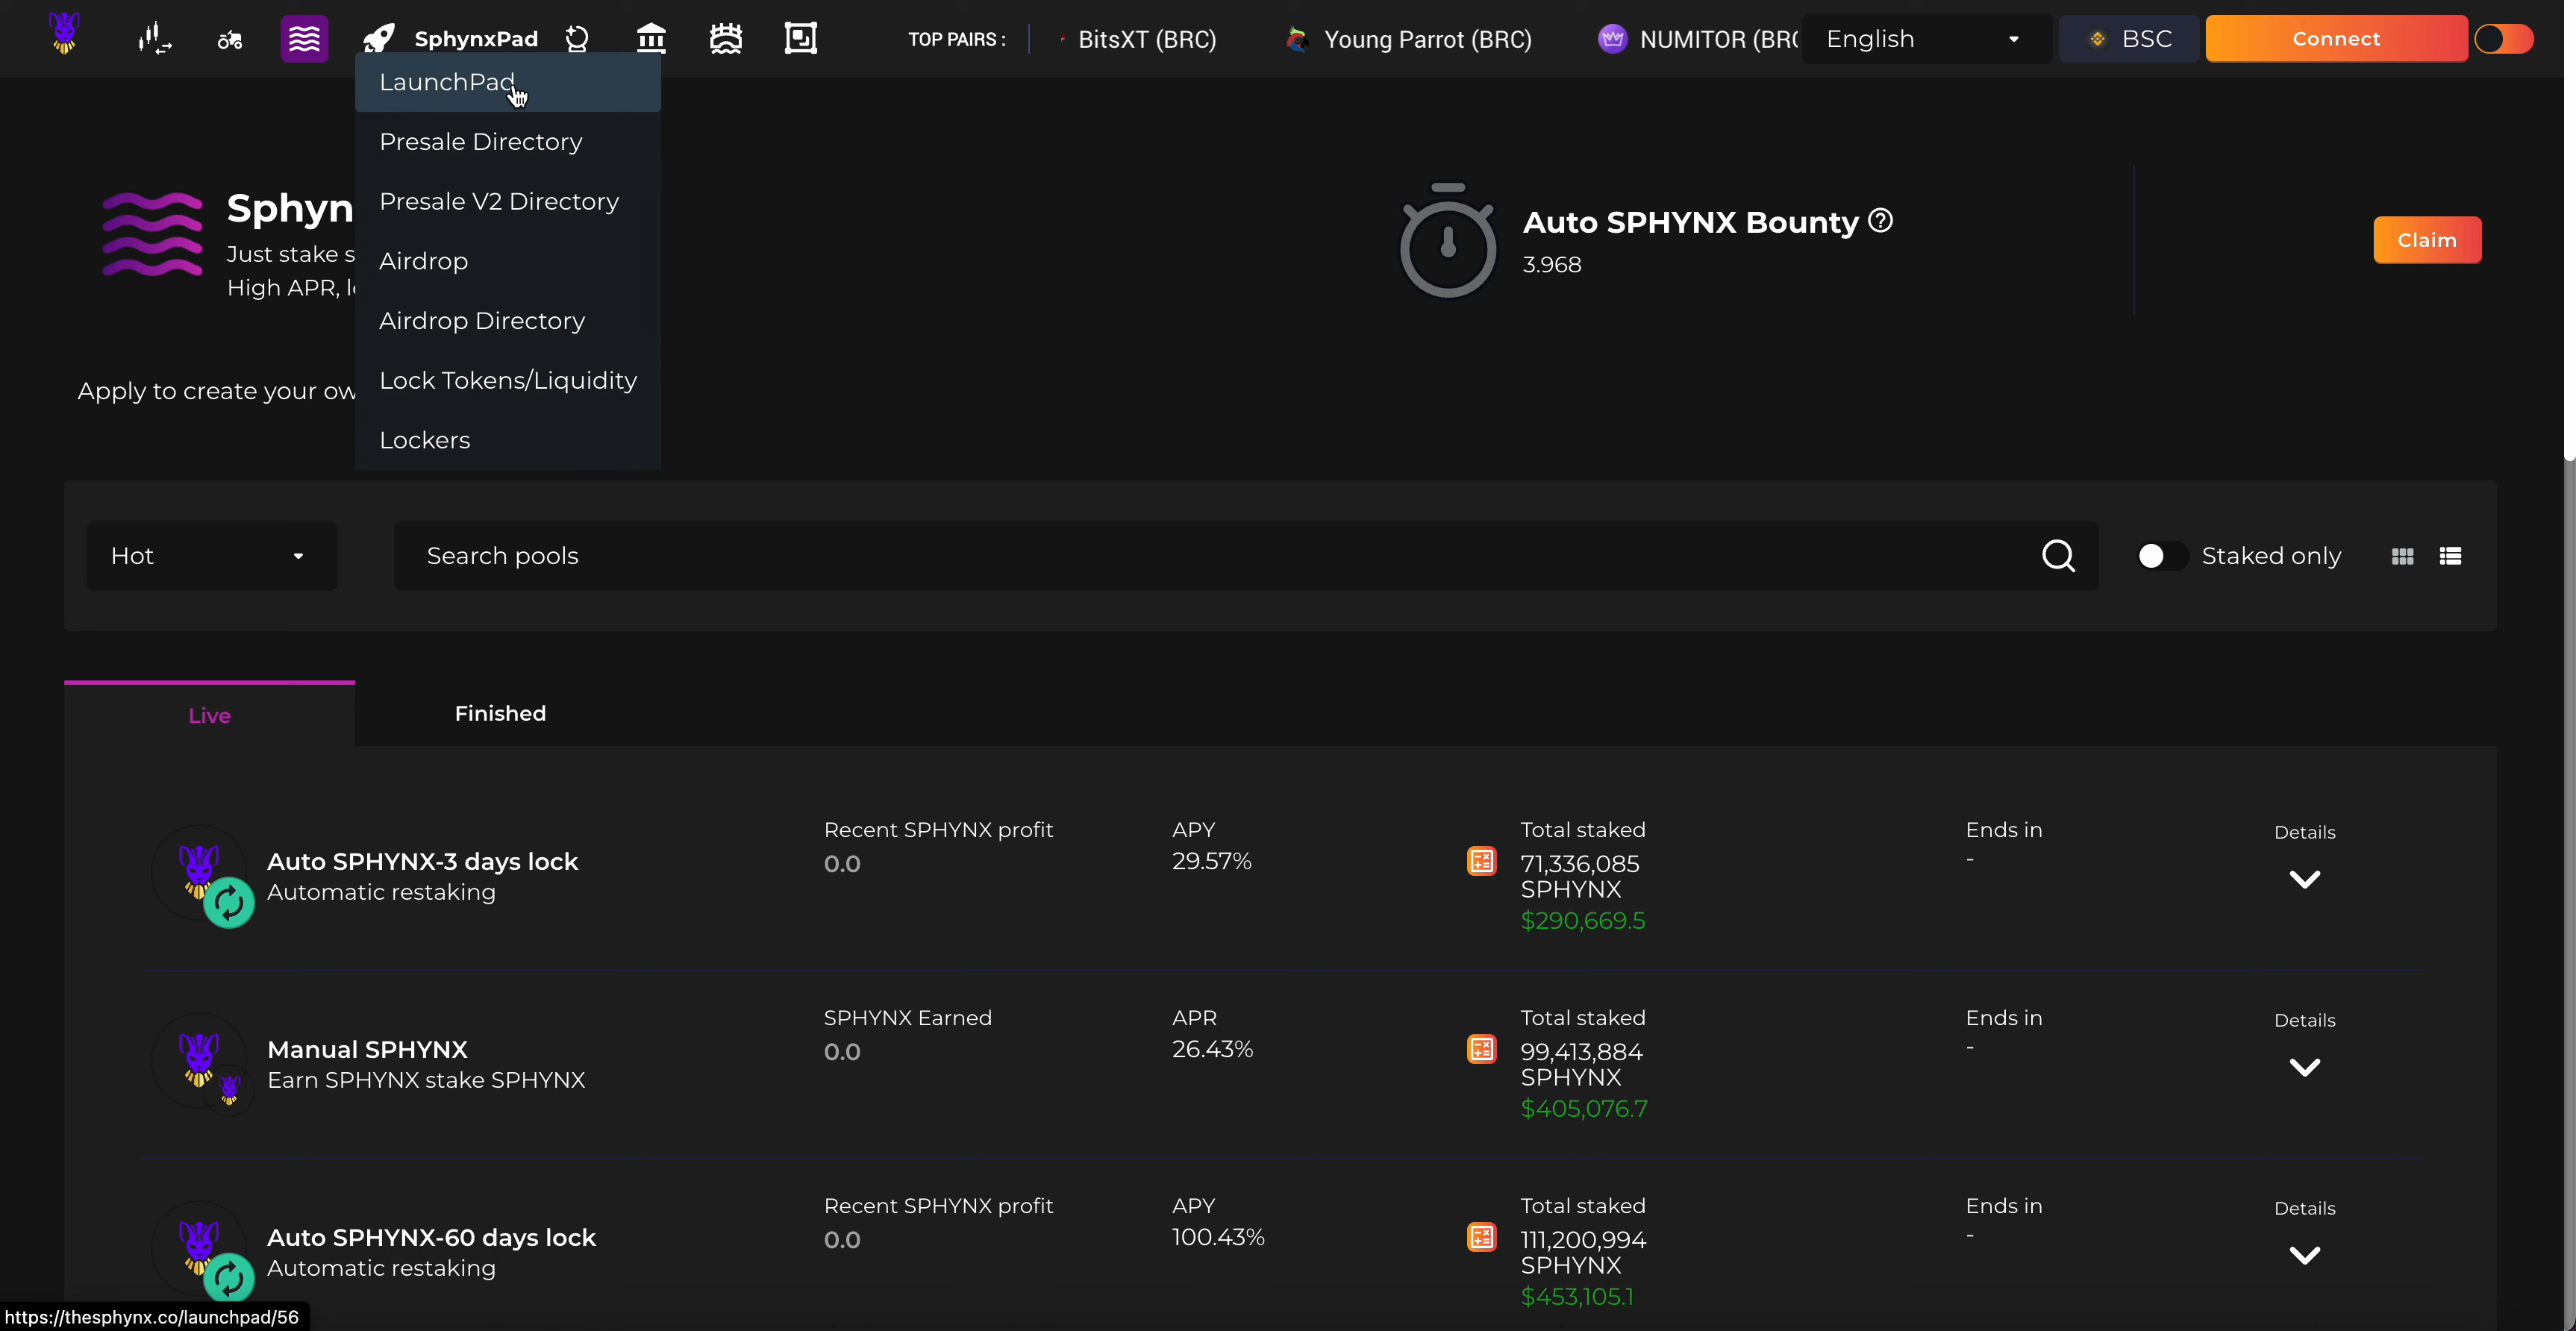 SphynxPad
TOP PAIRS :
BitsXT (BRC)
Young Parrot (BRC)
NUMITOR (BRC
English
BSC
Connect
LaunchPad
Presale Directory
Presale V2 Directory
Airdrop
Airdrop Directory
Lock Tokens/Liquidity
Lockers
Sphyn
Just stake s
High APR, l
Auto SPHYNX Bounty
3.968
Claim
Apply to create your ow
Hot
Search pools
Staked only
Live
Finished
Auto SPHYNX-3 days lock
Automatic restaking
Recent SPHYNX profit
0.0
APY
29.57%
Total staked
71,336,085
SPHYNX
$290,669.5
Ends in
-
Details
Manual SPHYNX
Earn SPHYNX stake SPHYNX
SPHYNX Earned
0.0
APR
26.43%
Total staked
99,413,884
SPHYNX
$405,076.7
Ends in
-
Details
Auto SPHYNX-60 days lock
Automatic restaking
Recent SPHYNX profit
0.0
APY
100.43%
Total staked
111,200,994
SPHYNX
$453,105.1
Ends in
-
Details
https://thesphynx.co/launchpad/56